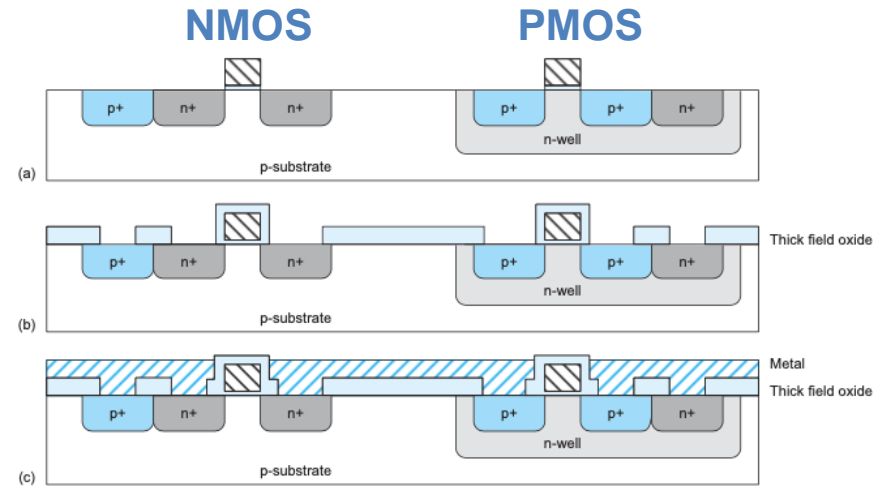 NMOS PMOS
p+ n+ n+ p+ p+ n+
n-well
p-substrate
(a)
Thick field oxide
p+ n+ n+ p+ p+ n+
n-well
p-substrate
(b)
Metal
Thick field oxide
p+ n+ n+ p+ p+ n+
n-well
p-substrate
(c)